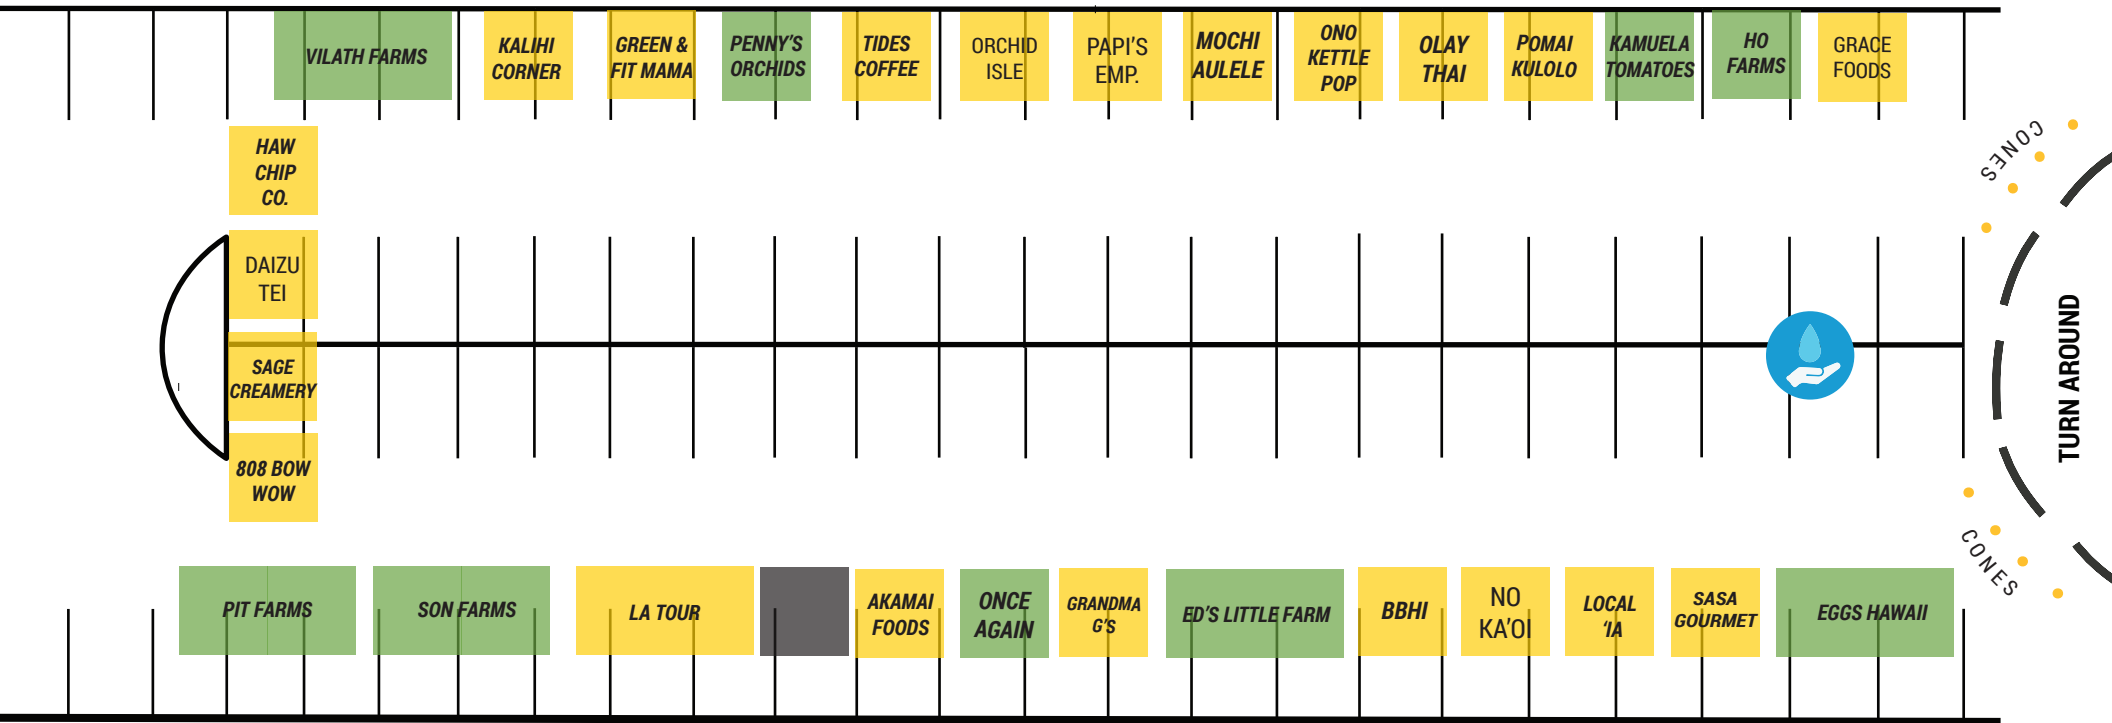 VILATH FARMS
KALIHI
CORNER
GREEN &
FIT MAMA
PENNY'S
ORCHIDS
TIDES
COFFEE
ORCHID
ISLE
PAPI'S
EMP.
MOCHI
AULELE
ONO
KETTLE
POP
OLAY
THAI
POMAI
KULOLO
KAMUELA
TOMATOES
HO
FARMS
GRACE
FOODS
CONES
HAW
CHIP
CO.
DAIZU
TEI
SAGE
CREAMERY
808 BOW
WOW
TURN AROUND
CONES
PIT FARMS
SON FARMS
LA TOUR
AKAMAI
FOODS
ONCE
AGAIN
GRANDMA
G'S
ED'S LITTLE FARM
BBHI
NO
KA'OI
LOCAL
‘IA
SASA
GOURMET
EGGS HAWAII